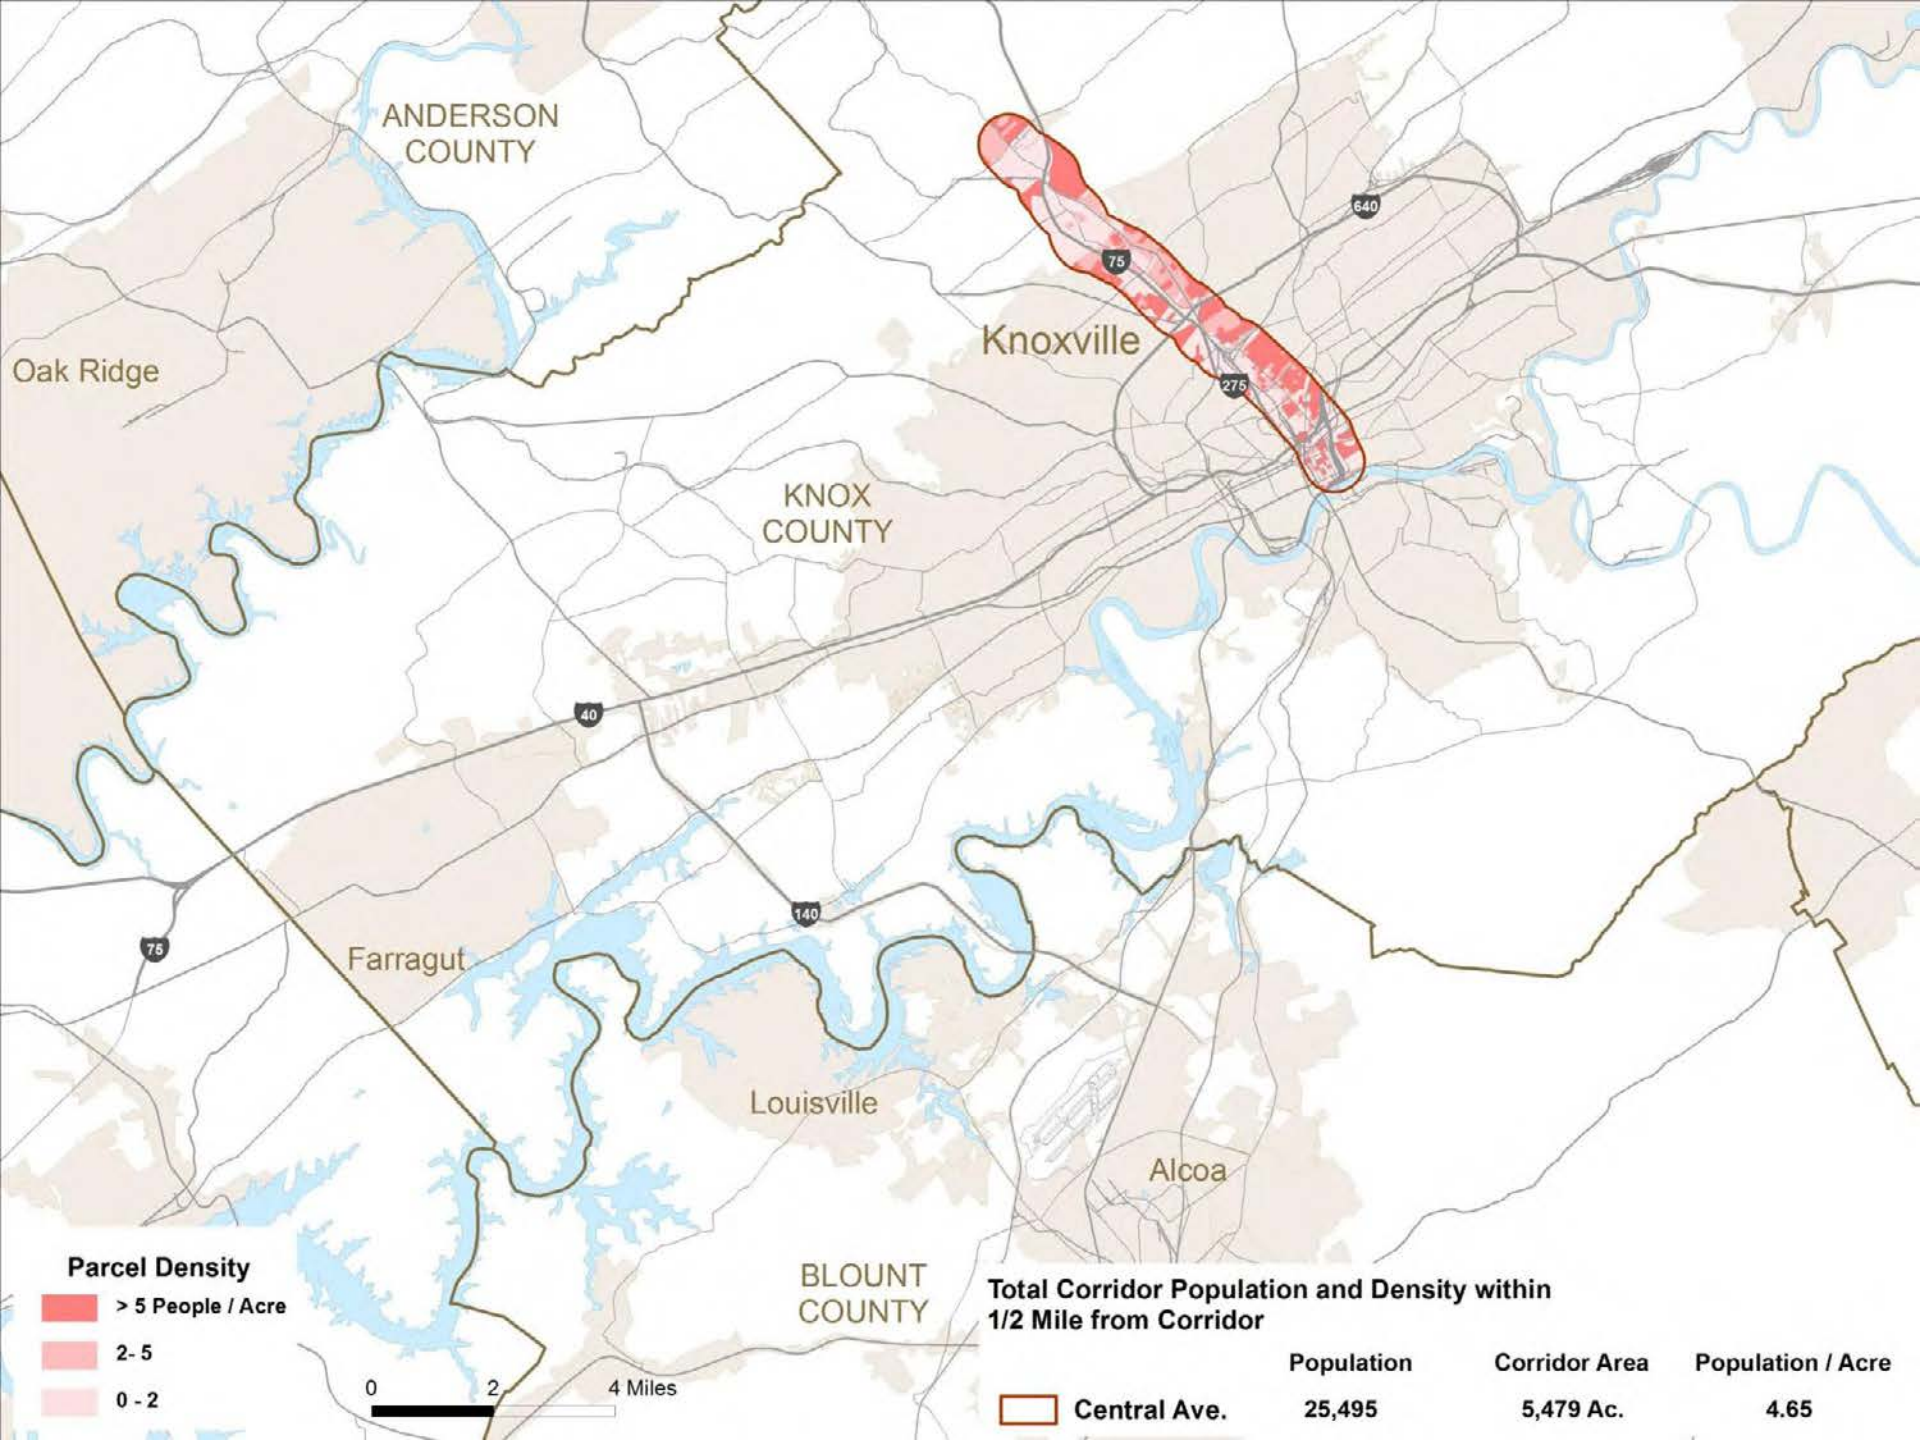 ANDERSON
COUNTY
640
75
Knoxville
Oak Ridge
275
KNOX
COUNTY
40
140
75
Farragut
Louisville
Alcoa
BLOUNT
COUNTY
Parcel Density
> 5 People / Acre
2- 5
0 - 2
0 2 4 Miles
Total Corridor Population and Density within
1/2 Mile from Corridor
Population Corridor Area Population / Acre
Central Ave. 25,495 5,479 Ac. 4.65